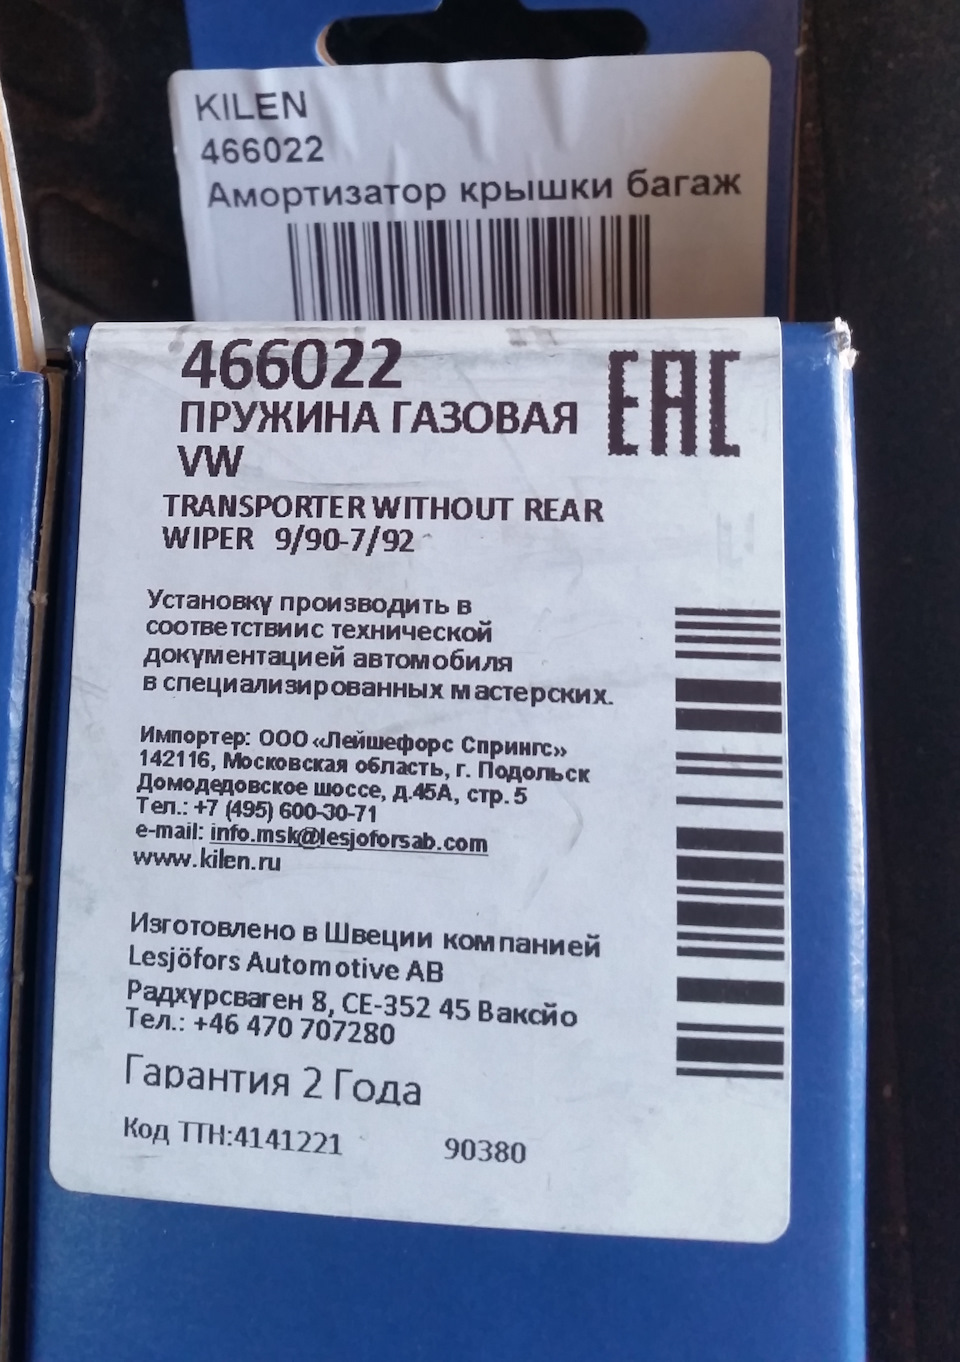 KILEN
466022
Амортизатор крышки багаж
466022
ПРУЖИНА ГАЗОВАЯ
VW
EAC
TRANSPORTER WITHOUT REAR
WIPER 9/90-7/92
Установку производить в
соответствиис технической
документацией автомобиля
в специализированных мастерских.
Импортер: ООО «Лейшефорс Спрингс»
142116, Московская область, г. Подольск
Домодедовское шоссе, д.45А, стр. 5
Тел.: +7 (495) 600-30-71
e-mail: info.msk@lesjoforsab.com
www.kilen.ru
Изготовлено в Швеции компанией
Lesjöfors Automotive AB
Радхурсваген 8, СЕ-352 45 Ваксйо
Тел.: +46 470 707280
Гарантия 2 Года
Код ТТН:4141221 90380